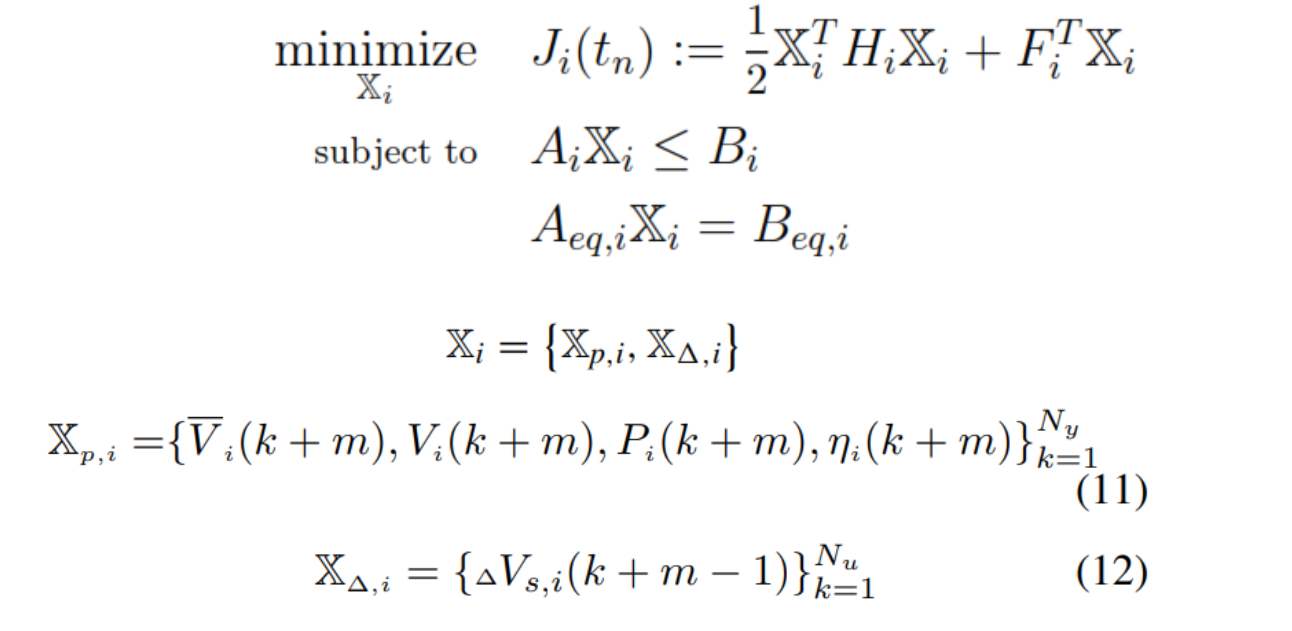 minimize J_i(t_n) := \frac{1}{2} 𝕏_i^T H_i 𝕏_i + F_i^T 𝕏_i
𝕏_i
subject to A_i 𝕏_i ≤ B_i
A_{eq,i} 𝕏_i = B_{eq,i}
𝕏_i = {𝕏_{p,i}, 𝕏_{Δ,i}}
𝕏_{p,i} = {\overline{V}_i(k + m), V_i(k + m), P_i(k + m), η_i(k + m)}_{k=1}^{N_y}
(11)
𝕏_{Δ,i} = {ΔV_{s,i}(k + m − 1)}_{k=1}^{N_u} (12)